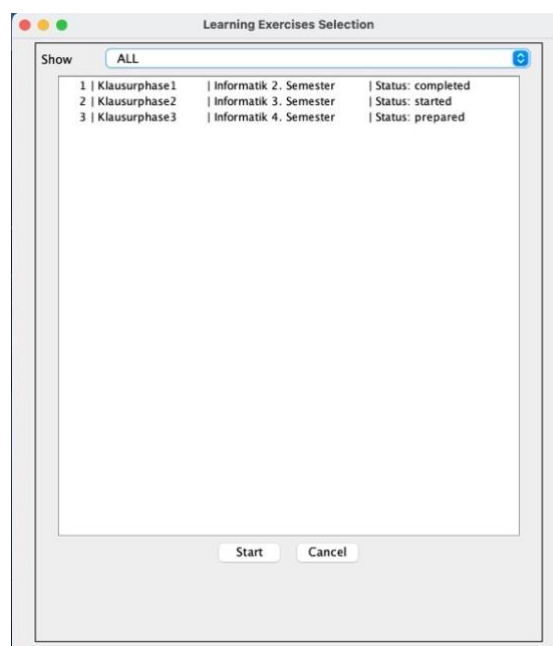 Learning Exercises Selection
Show ALL
1 | Klausurphase1 | Informatik 2. Semester | Status: completed
2 | Klausurphase2 | Informatik 3. Semester | Status: started
3 | Klausurphase3 | Informatik 4. Semester | Status: prepared
Start Cancel